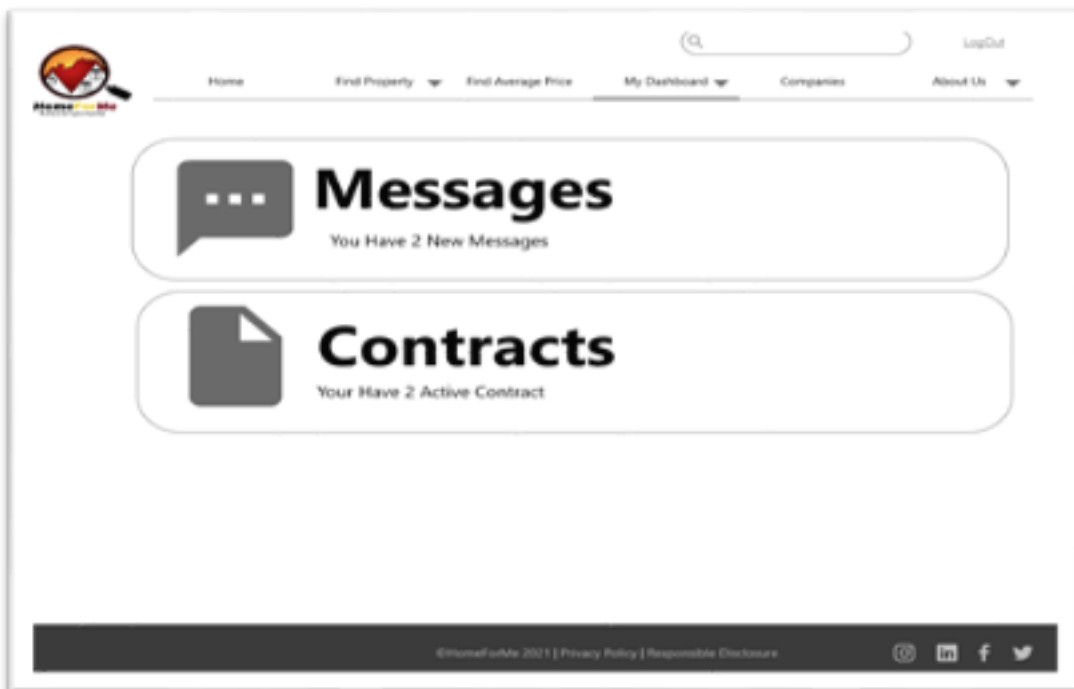 LogOut
HomeForMe
Home Find Property Find Average Price My Dashboard Companies About Us
Messages
You Have 2 New Messages
Contracts
Your Have 2 Active Contract
©HomeForMe 2021 | Privacy Policy | Responsible Disclosure